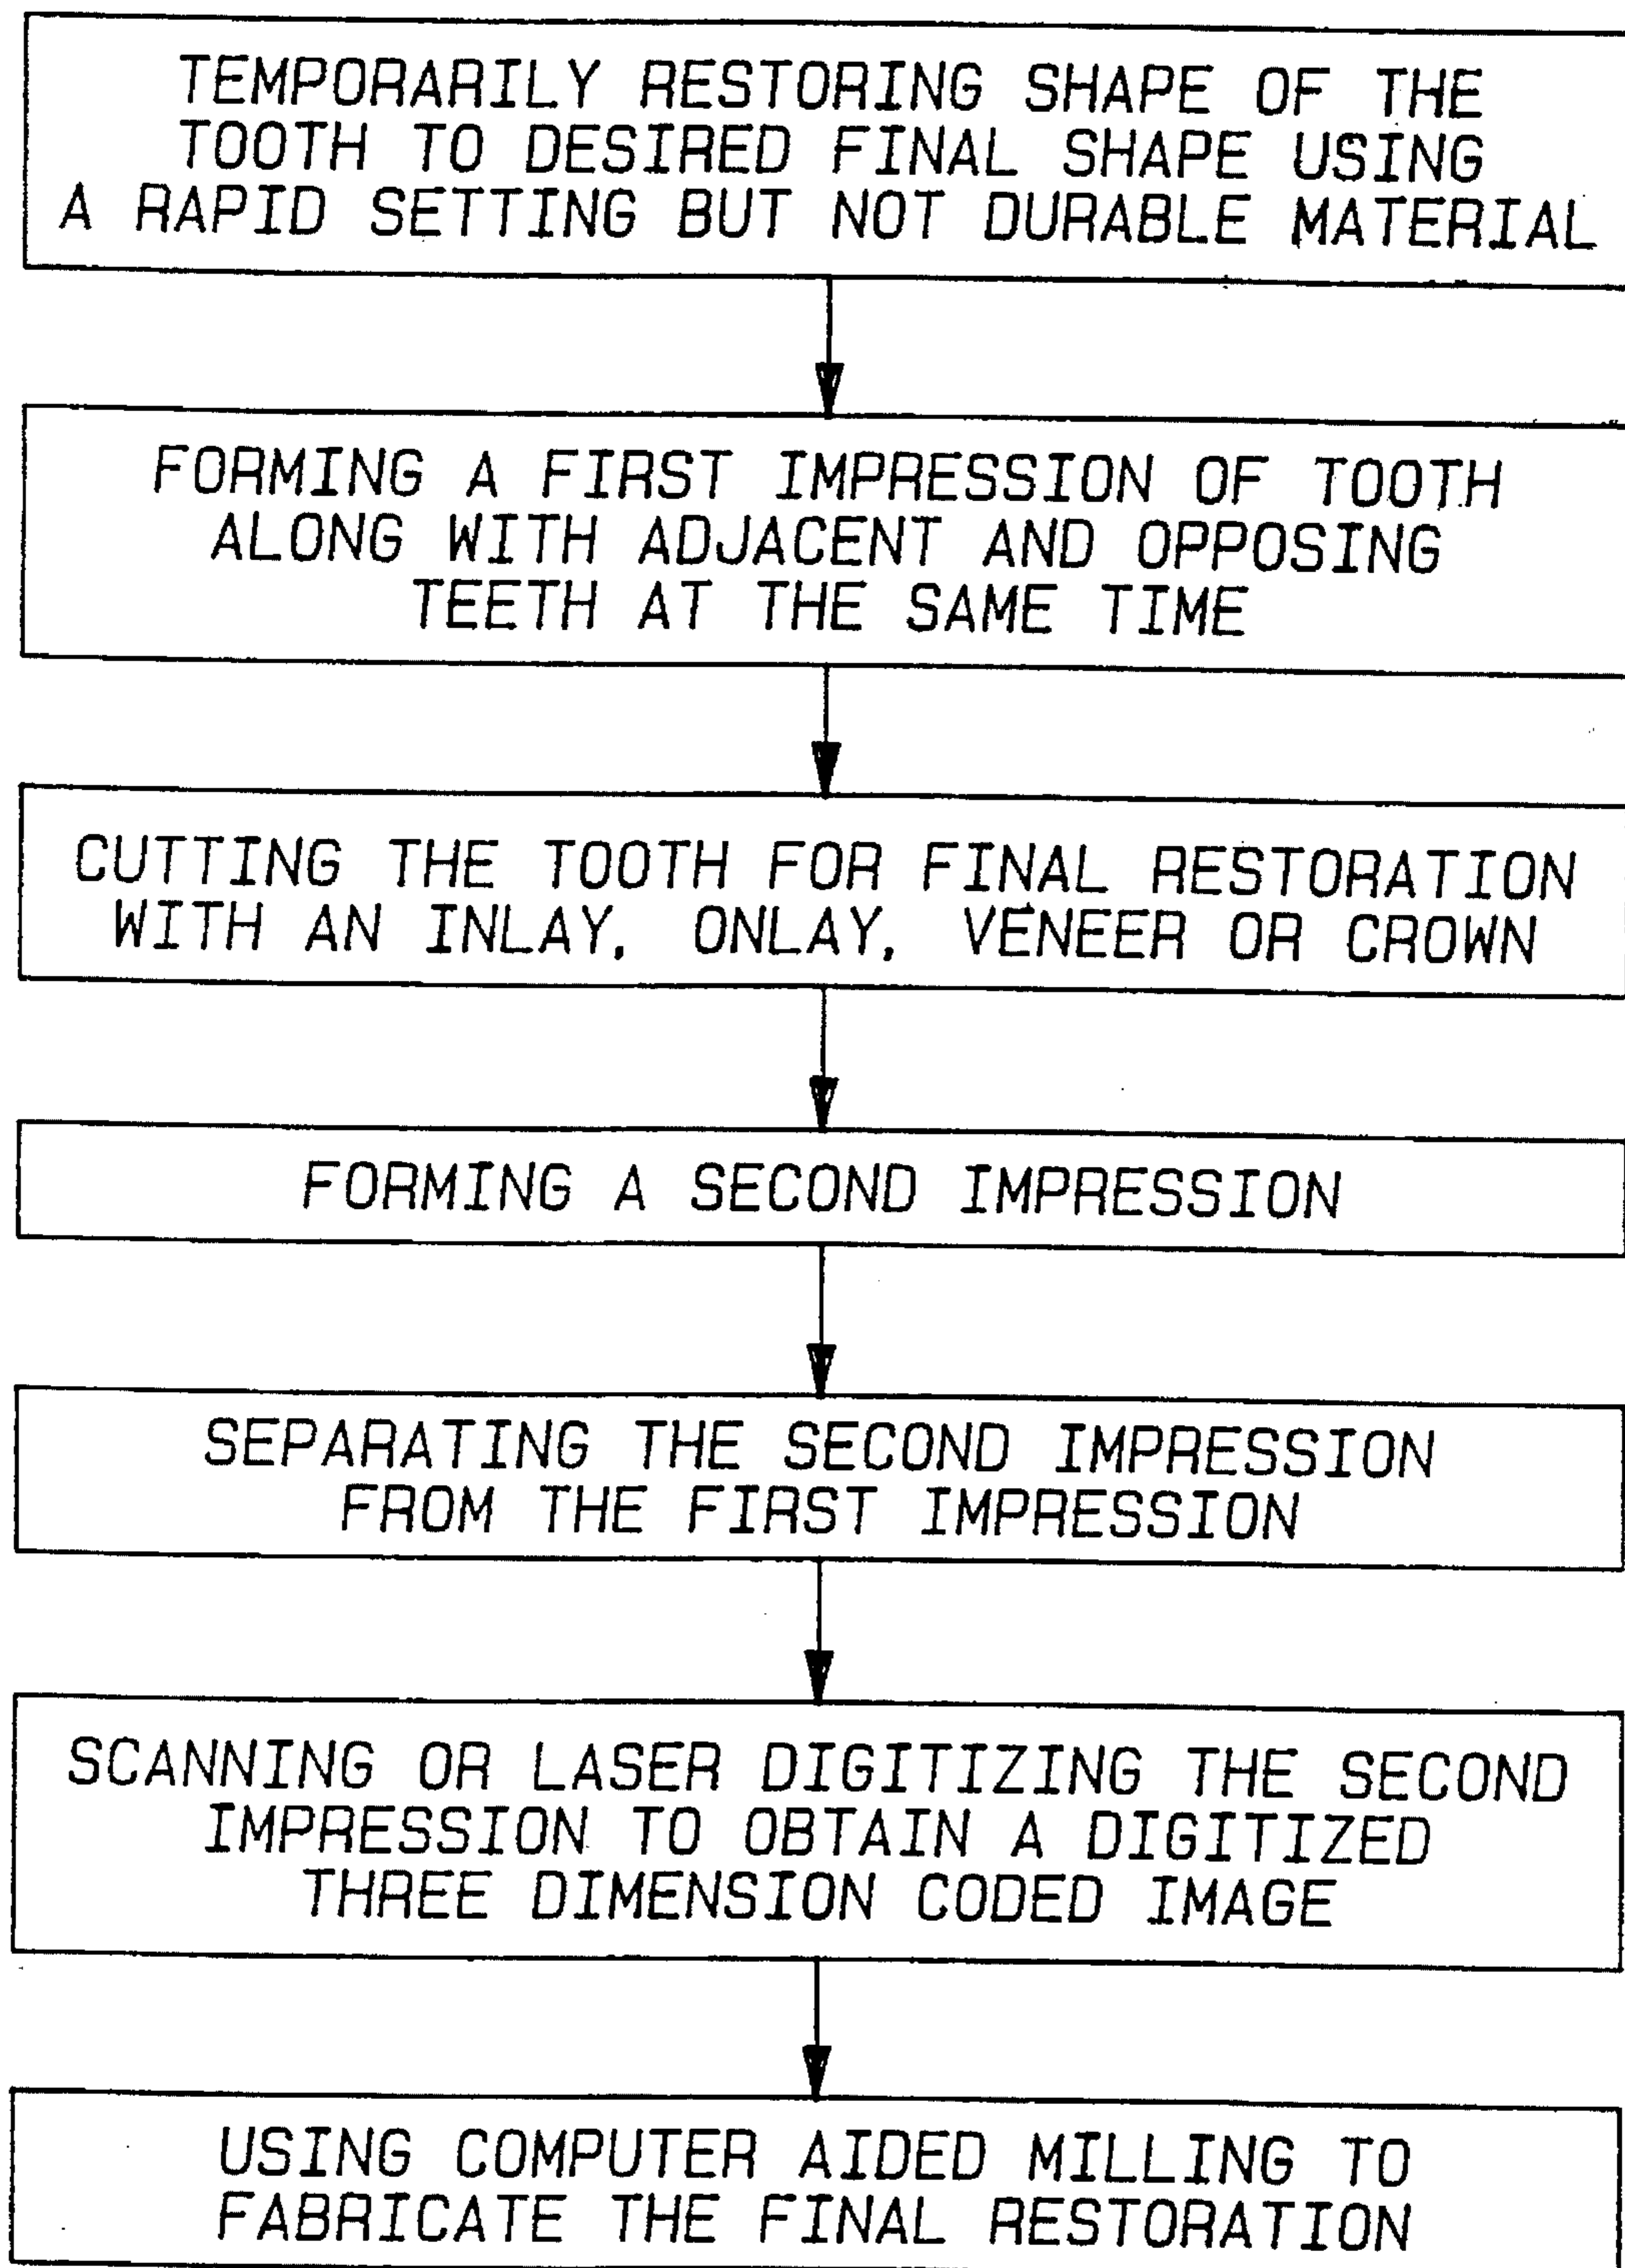 TEMPORARILY RESTORING SHAPE OF THE
TOOTH TO DESIRED FINAL SHAPE USING
A RAPID SETTING BUT NOT DURABLE MATERIAL
FORMING A FIRST IMPRESSION OF TOOTH
ALONG WITH ADJACENT AND OPPOSING
TEETH AT THE SAME TIME
CUTTING THE TOOTH FOR FINAL RESTORATION
WITH AN INLAY, ONLAY, VENEER OR CROWN
FORMING A SECOND IMPRESSION
SEPARATING THE SECOND IMPRESSION
FROM THE FIRST IMPRESSION
SCANNING OR LASER DIGITIZING THE SECOND
IMPRESSION TO OBTAIN A DIGITIZED
THREE DIMENSION CODED IMAGE
USING COMPUTER AIDED MILLING TO
FABRICATE THE FINAL RESTORATION